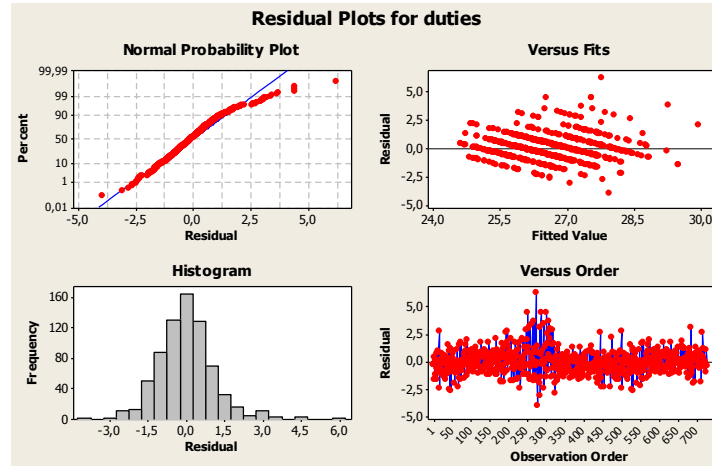 Residual Plots for duties
Normal Probability Plot
99,99
99
90
50
10
1
0,01
Percent
-5,0 -2,5 0,0 2,5 5,0
Residual
Versus Fits
5,0
2,5
0,0
-2,5
-5,0
Residual
24,0 25,5 27,0 28,5 30,0
Fitted Value
Histogram
160
120
80
40
0
Frequency
-3,0 -1,5 0,0 1,5 3,0 4,5 6,0
Residual
Versus Order
5,0
2,5
0,0
-2,5
-5,0
Residual
1 50 100 150 200 250 300 350 400 450 500 550 600 650 700
Observation Order